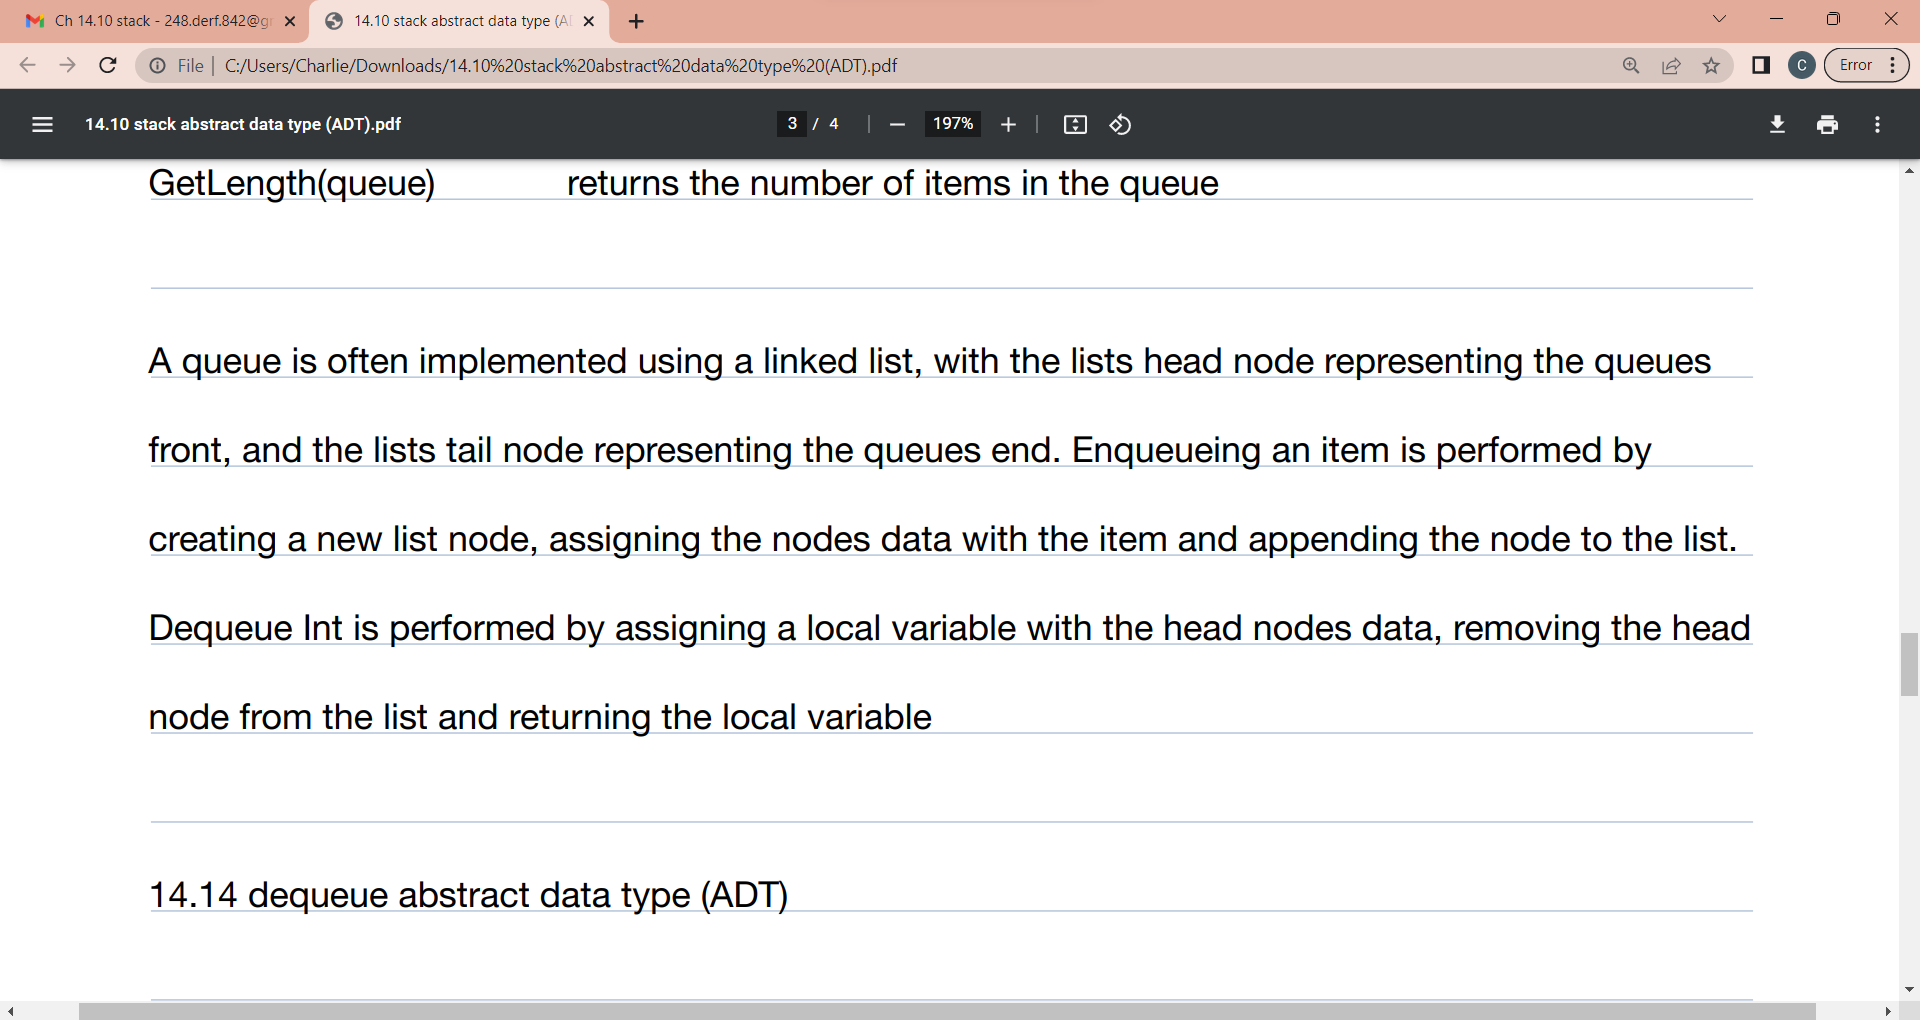 Ch 14.10 stack - 248.derf.842@g
14.10 stack abstract data type (A
File
C:/Users/Charlie/Downloads/14.10%20stack%20abstract%20data%20type%20(ADT).pdf
C
Error
14.10 stack abstract data type (ADT).pdf
3 / 4
197%
GetLength(queue) returns the number of items in the queue
A queue is often implemented using a linked list, with the lists head node representing the queues
front, and the lists tail node representing the queues end. Enqueueing an item is performed by
creating a new list node, assigning the nodes data with the item and appending the node to the list.
Dequeue Int is performed by assigning a local variable with the head nodes data, removing the head
node from the list and returning the local variable
14.14 dequeue abstract data type (ADT)